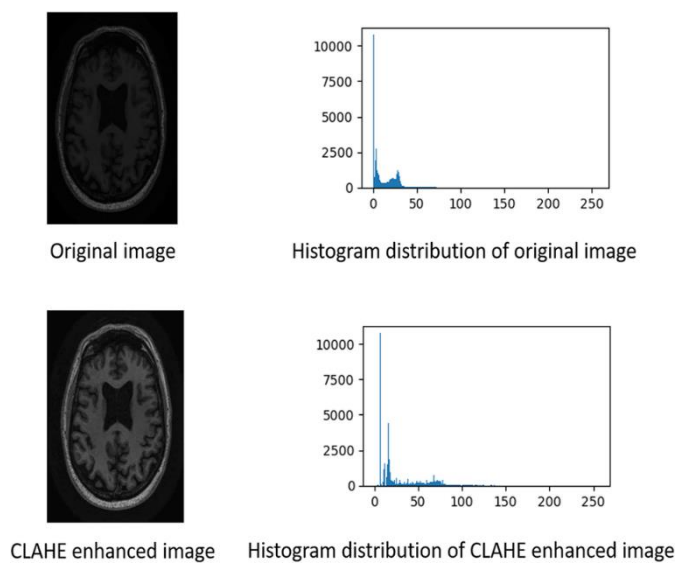 10000
7500
5000
2500
0
0 50 100 150 200 250
Original image
Histogram distribution of original image
10000
7500
5000
2500
0
0 50 100 150 200 250
CLAHE enhanced image
Histogram distribution of CLAHE enhanced image